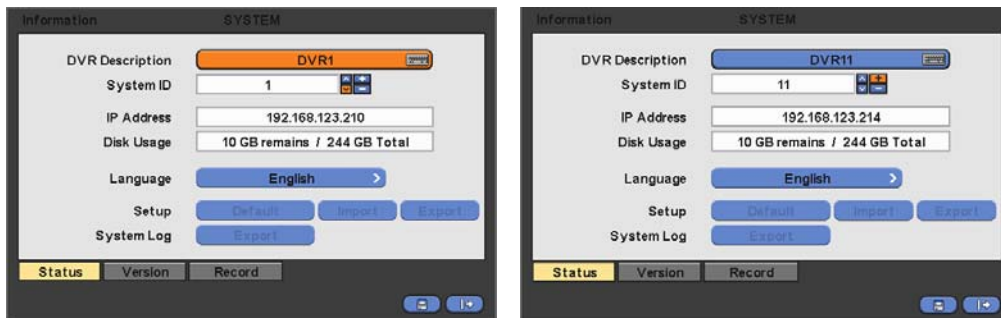 Information SYSTEM
DVR Description DVR1
System ID 1
IP Address 192.168.123.210
Disk Usage 10 GB remains / 244 GB Total
Language English
Setup Default Import Export
System Log Export
Status Version Record
Information SYSTEM
DVR Description DVR11
System ID 11
IP Address 192.168.123.214
Disk Usage 10 GB remains / 244 GB Total
Language English
Setup Default Import Export
System Log Export
Status Version Record